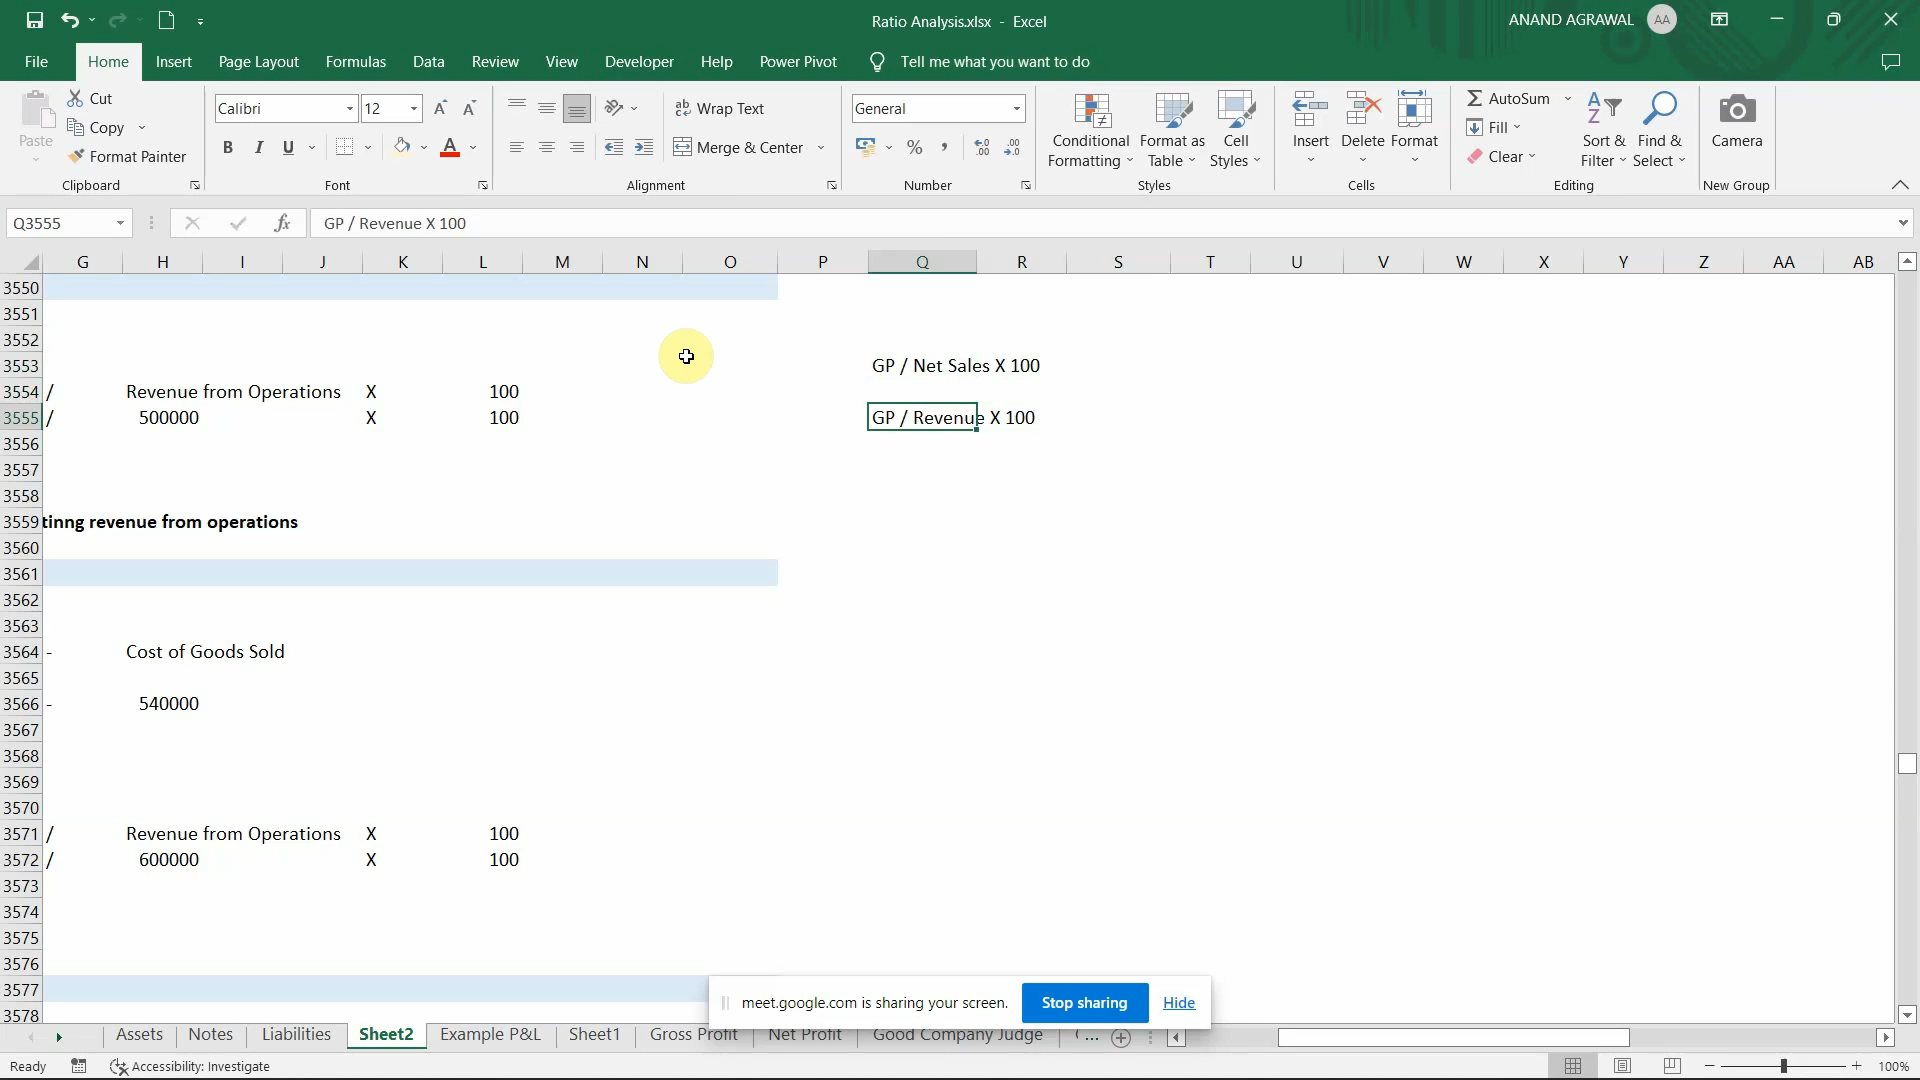 Ratio Analysis.xlsx - Excel
ANAND AGRAWAL AA
File Home Insert Page Layout Formulas Data Review View Developer Help Power Pivot Tell me what you want to do
Paste
Cut
Copy
Format Painter
Clipboard
Calibri 12
B I U
Font
Wrap Text
Merge & Center
Alignment
General
Number
Conditional Formatting
Format as Table
Cell Styles
Styles
Insert
Delete
Format
Cells
AutoSum
Fill
Clear
Sort & Filter
Find & Select
Editing
Camera
New Group
Q3555 fx GP / Revenue X 100
G H I J K L M N O P Q R S T U V W X Y Z AA AB
3550
3551
3552
3553 GP / Net Sales X 100
3554 / Revenue from Operations X 100
3555 / 500000 X 100 GP / Revenue X 100
3556
3557
3558
3559 tinng revenue from operations
3560
3561
3562
3563
3564 - Cost of Goods Sold
3565
3566 - 540000
3567
3568
3569
3570
3571 / Revenue from Operations X 100
3572 / 600000 X 100
3573
3574
3575
3576
3577
3578
meet.google.com is sharing your screen. Stop sharing Hide
Assets Notes Liabilities Sheet2 Example P&L Sheet1 Gross Profit Net Profit Good Company Judge ...
Ready Accessibility: Investigate 100%